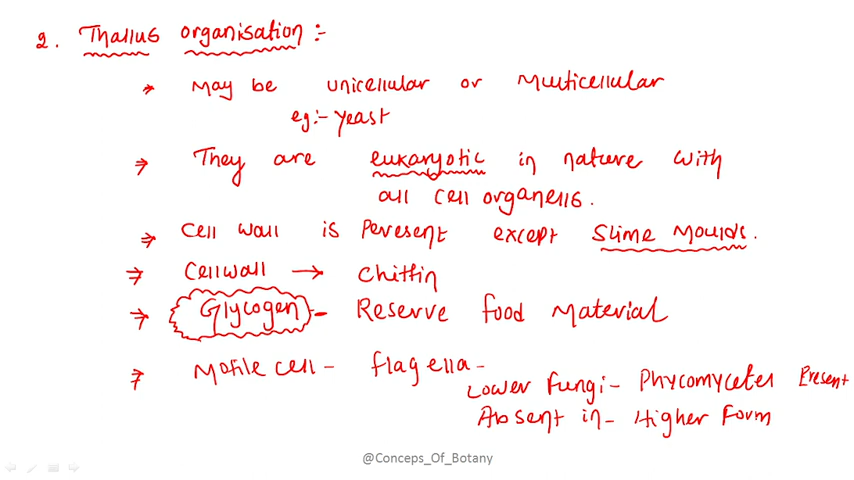 2. Thallus organisation :-
→ May be unicellular or Multicellular
eg:- Yeast
⇒ They are eukaryotic in nature with
all cell organells.
⇒ Cell wall is Peresent except Slime Moulds.
⇒ Cellwall → Chittin
⇒ Glycogen - Reserve food Material
⇒ Motile cell - flagella -
Lower Fungi - Phycomycetes Present
Absent in - Higher Form
@Conceps_Of_Botany